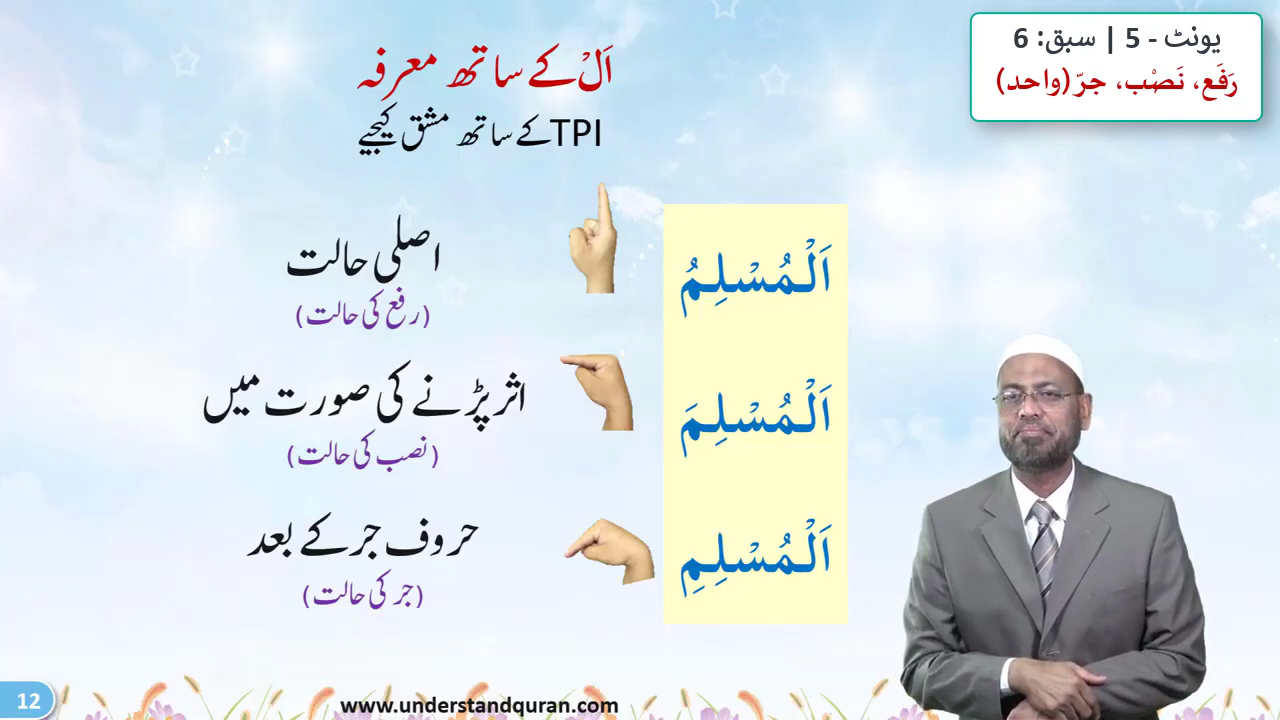 یونٹ - 5 | سبق: 6
رَفَع، نَصْب، جرّ (واحد)
اَلْ کے ساتھ معرفہ
TPI کے ساتھ مشق کیجیے
اَلْمُسْلِمُ
اصلی حالت
(رفع کی حالت)
اَلْمُسْلِمَ
اثر پڑنے کی صورت میں
(نصب کی حالت)
اَلْمُسْلِمِ
حروف جر کے بعد
(جر کی حالت)
12
www.understandquran.com